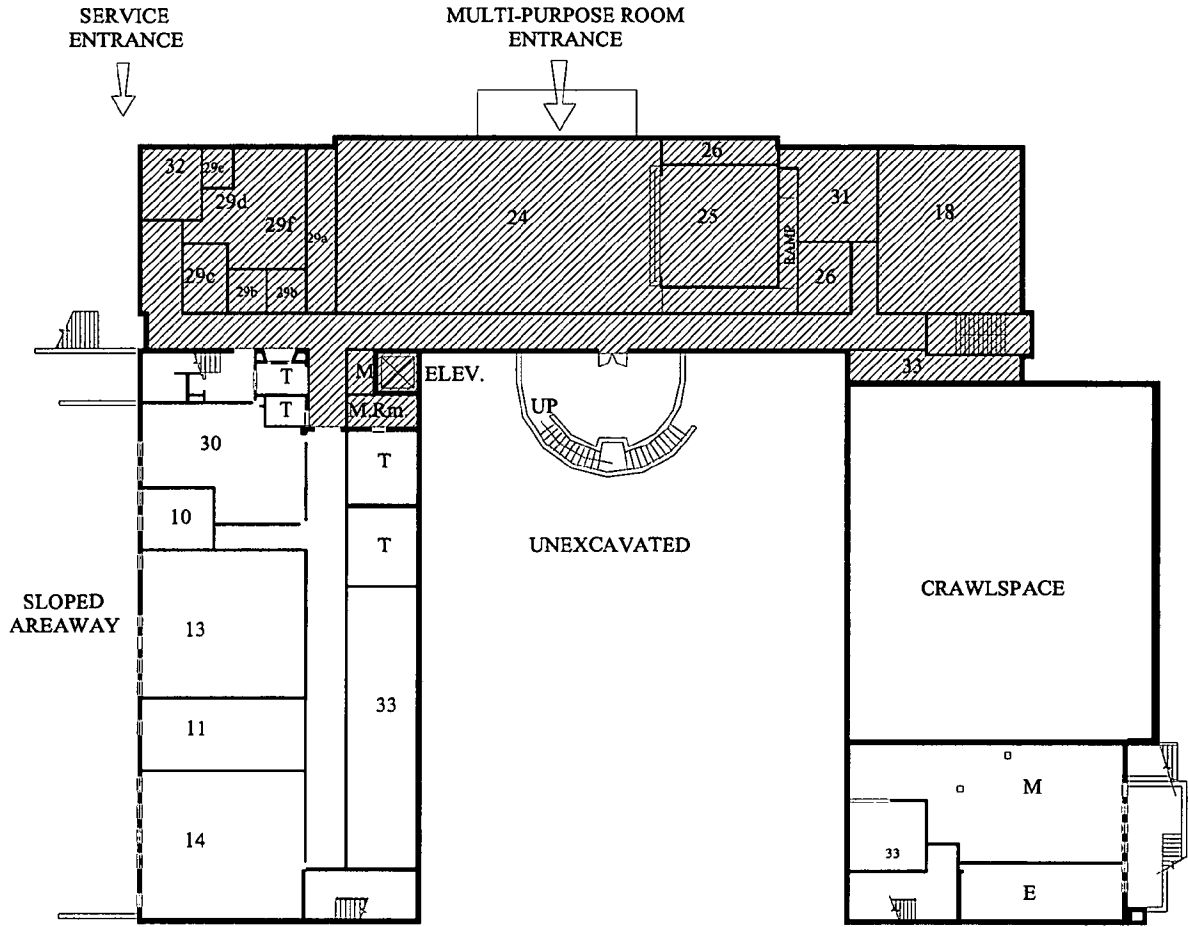 SERVICE
ENTRANCE
MULTI-PURPOSE ROOM
ENTRANCE
32
29e
29d
29f
29a
29c
29b
29b
24
26
25
RAMP
31
26
18
33
M
ELEV.
M.Rm.
T
T
UP
30
T
10
T
UNEXCAVATED
CRAWLSPACE
SLOPED
AREAWAY
13
11
33
14
M
33
E